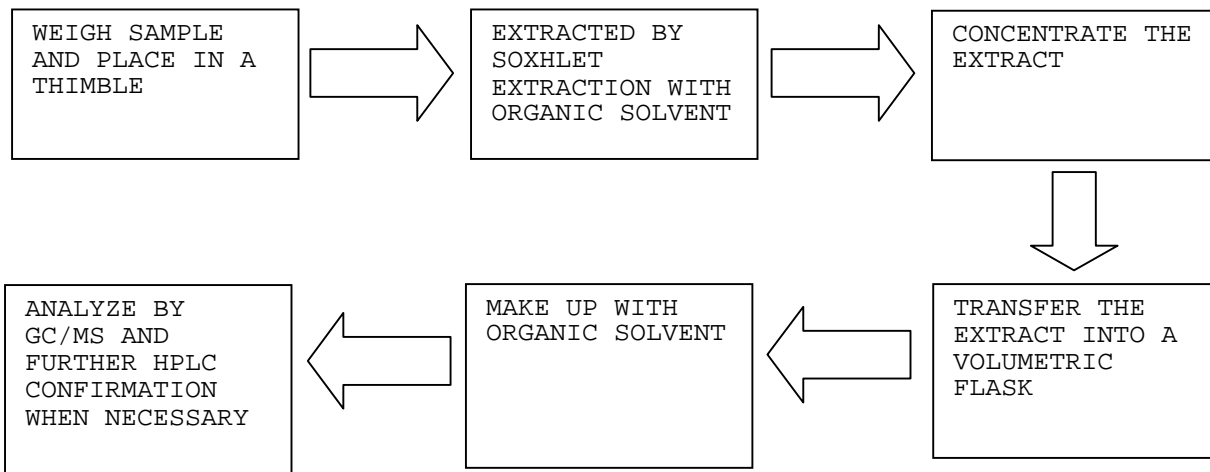 WEIGH SAMPLE
AND PLACE IN A
THIMBLE
EXTRACTED BY
SOXHLET
EXTRACTION WITH
ORGANIC SOLVENT
CONCENTRATE THE
EXTRACT
TRANSFER THE
EXTRACT INTO A
VOLUMETRIC
FLASK
MAKE UP WITH
ORGANIC SOLVENT
ANALYZE BY
GC/MS AND
FURTHER HPLC
CONFIRMATION
WHEN NECESSARY